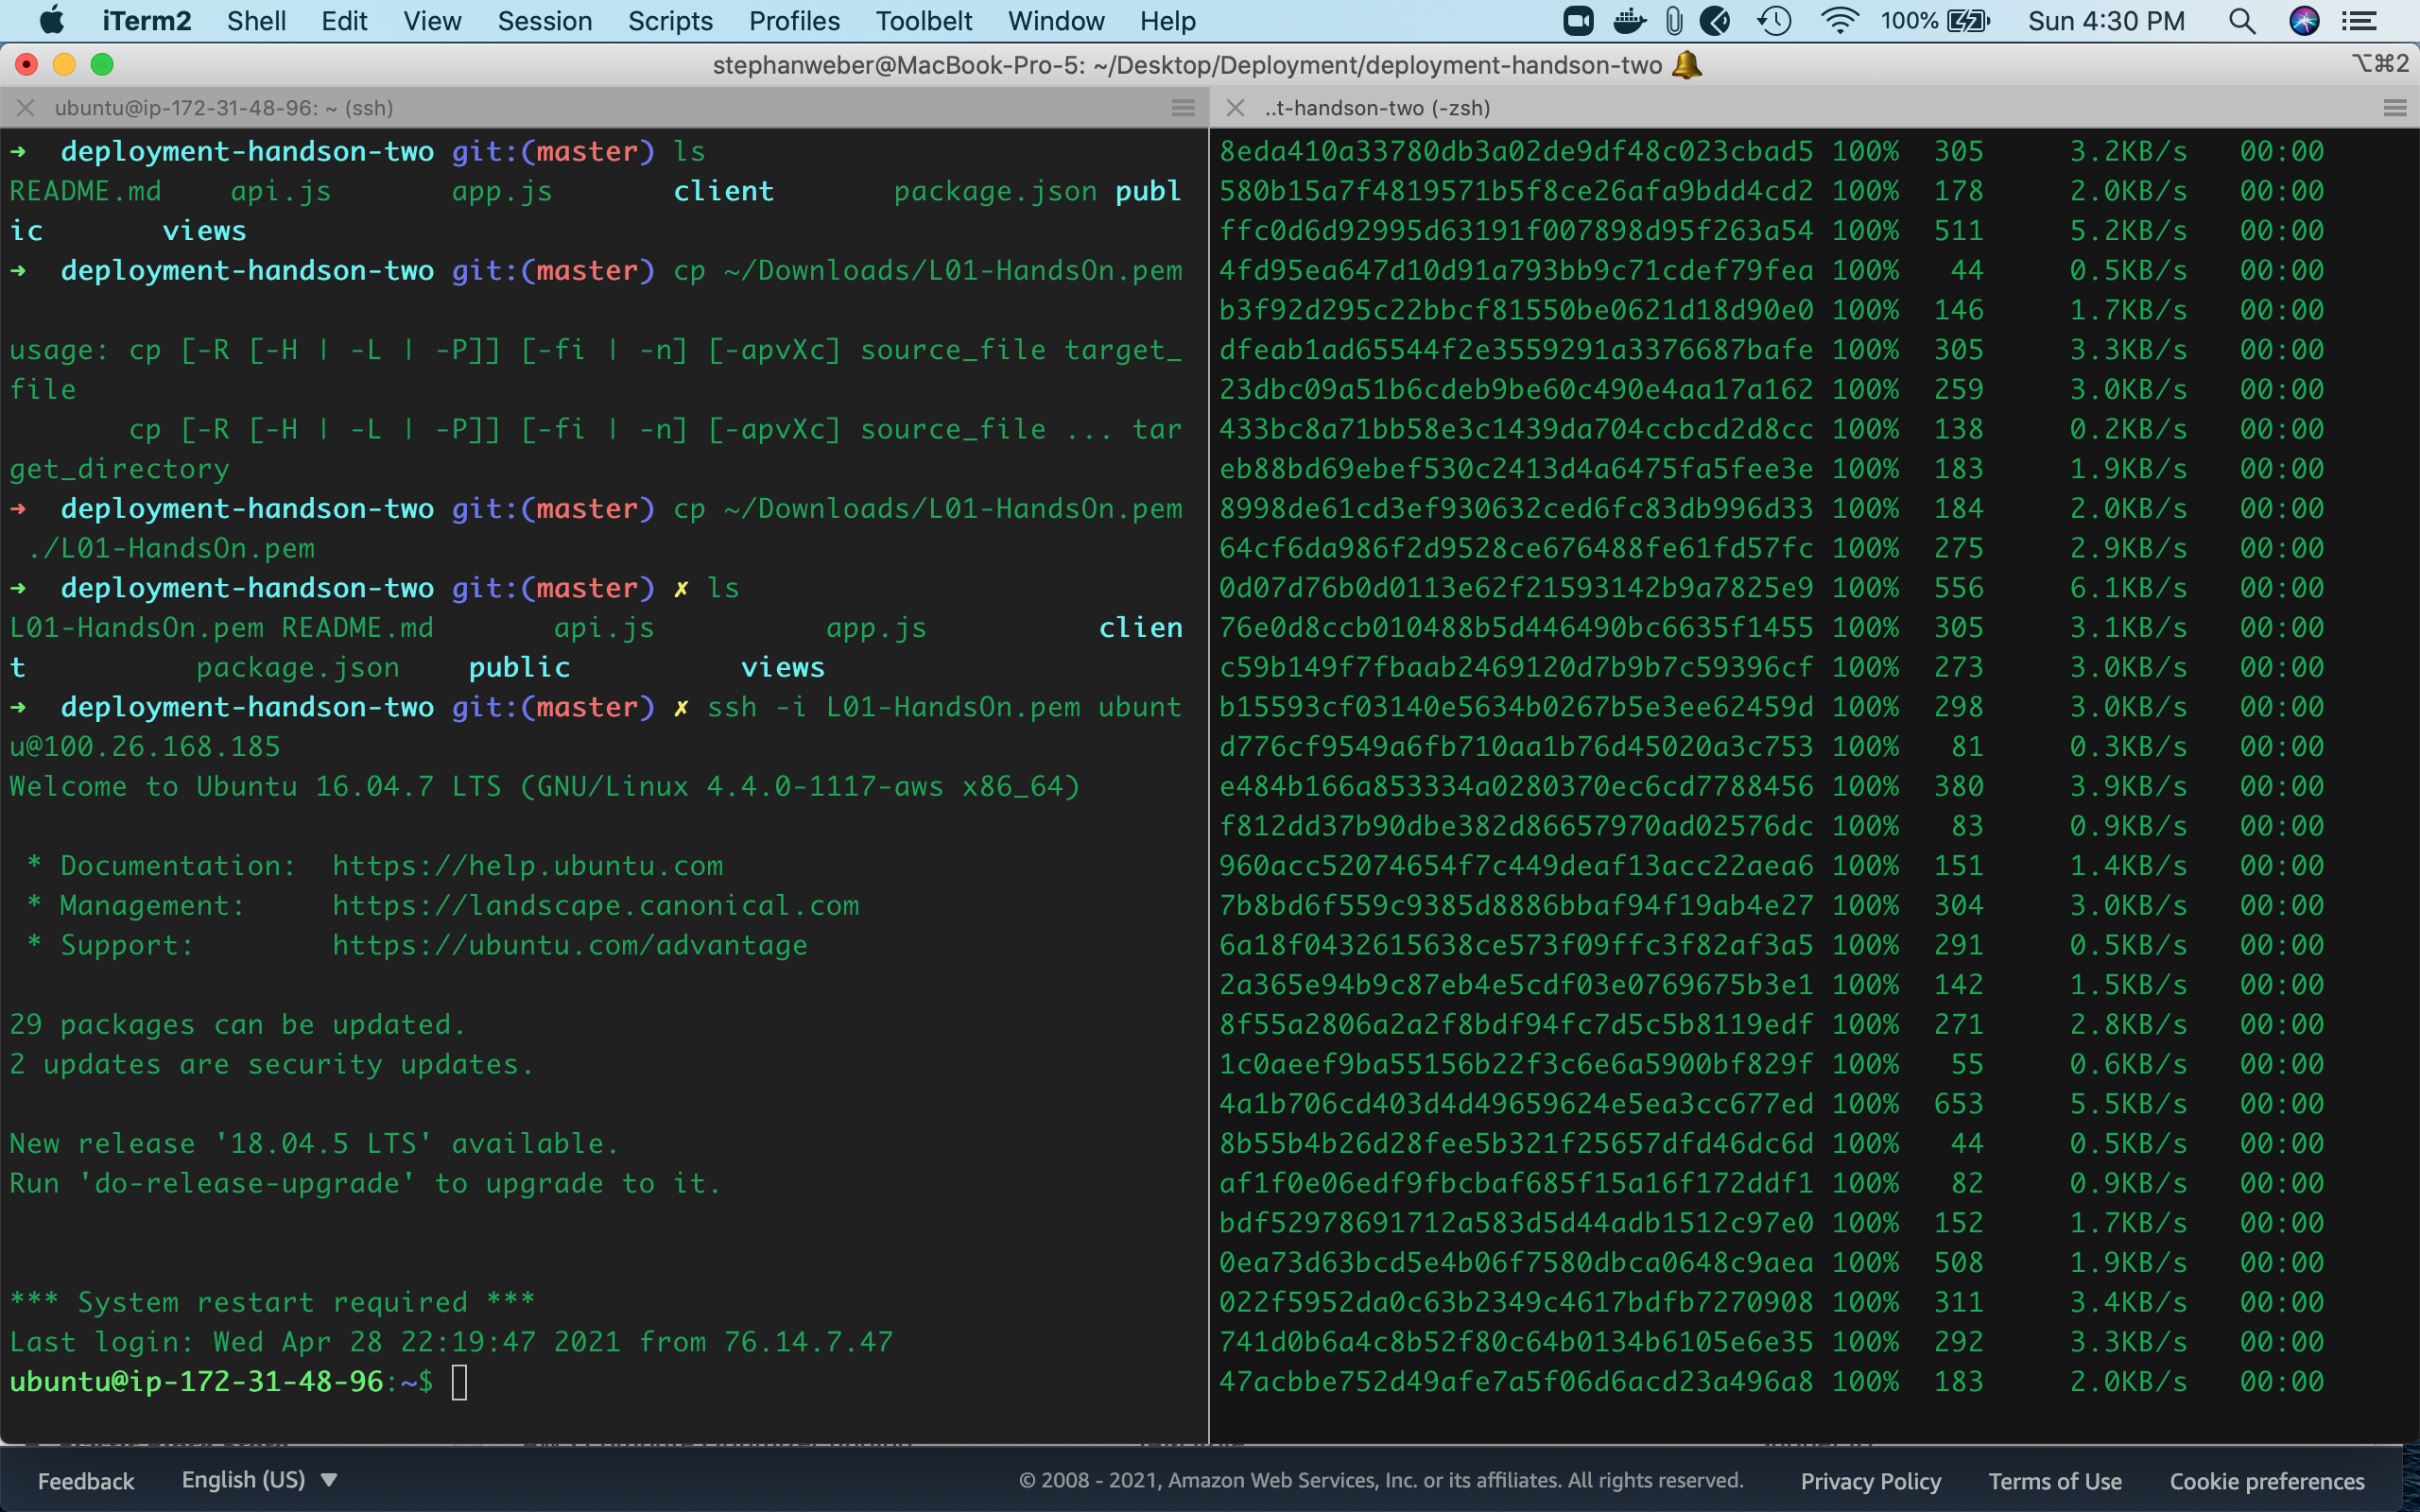 iTerm2 Shell Edit View Session Scripts Profiles Toolbelt Window Help 100% Sun 4:30 PM
stephanweber@MacBook-Pro-5: ~/Desktop/Deployment/deployment-handson-two 🔔 ⌥⌘2
ubuntu@ip-172-31-48-96: ~ (ssh)
➜  deployment-handson-two git:(master) ls
README.md    api.js       app.js       client       package.json publ
ic       views
➜  deployment-handson-two git:(master) cp ~/Downloads/L01-HandsOn.pem
usage: cp [-R [-H | -L | -P]] [-fi | -n] [-apvXc] source_file target_
file
       cp [-R [-H | -L | -P]] [-fi | -n] [-apvXc] source_file ... tar
get_directory
➜  deployment-handson-two git:(master) cp ~/Downloads/L01-HandsOn.pem
 ./L01-HandsOn.pem
➜  deployment-handson-two git:(master) ✗ ls
L01-HandsOn.pem README.md       api.js          app.js          clien
t          package.json    public          views
➜  deployment-handson-two git:(master) ✗ ssh -i L01-HandsOn.pem ubunt
u@100.26.168.185
Welcome to Ubuntu 16.04.7 LTS (GNU/Linux 4.4.0-1117-aws x86_64)
 * Documentation:  https://help.ubuntu.com
 * Management:     https://landscape.canonical.com
 * Support:        https://ubuntu.com/advantage
29 packages can be updated.
2 updates are security updates.
New release '18.04.5 LTS' available.
Run 'do-release-upgrade' to upgrade to it.
*** System restart required ***
Last login: Wed Apr 28 22:19:47 2021 from 76.14.7.47
ubuntu@ip-172-31-48-96:~$
..t-handson-two (-zsh)
8eda410a33780db3a02de9df48c023cbad5 100%  305     3.2KB/s   00:00
580b15a7f4819571b5f8ce26afa9bdd4cd2 100%  178     2.0KB/s   00:00
ffc0d6d92995d63191f007898d95f263a54 100%  511     5.2KB/s   00:00
4fd95ea647d10d91a793bb9c71cdef79fea 100%   44     0.5KB/s   00:00
b3f92d295c22bbcf81550be0621d18d90e0 100%  146     1.7KB/s   00:00
dfeab1ad65544f2e3559291a3376687bafe 100%  305     3.3KB/s   00:00
23dbc09a51b6cdeb9be60c490e4aa17a162 100%  259     3.0KB/s   00:00
433bc8a71bb58e3c1439da704ccbcd2d8cc 100%  138     0.2KB/s   00:00
eb88bd69ebef530c2413d4a6475fa5fee3e 100%  183     1.9KB/s   00:00
8998de61cd3ef930632ced6fc83db996d33 100%  184     2.0KB/s   00:00
64cf6da986f2d9528ce676488fe61fd57fc 100%  275     2.9KB/s   00:00
0d07d76b0d0113e62f21593142b9a7825e9 100%  556     6.1KB/s   00:00
76e0d8ccb010488b5d446490bc6635f1455 100%  305     3.1KB/s   00:00
c59b149f7fbaab2469120d7b9b7c59396cf 100%  273     3.0KB/s   00:00
b15593cf03140e5634b0267b5e3ee62459d 100%  298     3.0KB/s   00:00
d776cf9549a6fb710aa1b76d45020a3c753 100%   81     0.3KB/s   00:00
e484b166a853334a0280370ec6cd7788456 100%  380     3.9KB/s   00:00
f812dd37b90dbe382d86657970ad02576dc 100%   83     0.9KB/s   00:00
960acc52074654f7c449deaf13acc22aea6 100%  151     1.4KB/s   00:00
7b8bd6f559c9385d8886bbaf94f19ab4e27 100%  304     3.0KB/s   00:00
6a18f0432615638ce573f09ffc3f82af3a5 100%  291     0.5KB/s   00:00
2a365e94b9c87eb4e5cdf03e0769675b3e1 100%  142     1.5KB/s   00:00
8f55a2806a2a2f8bdf94fc7d5c5b8119edf 100%  271     2.8KB/s   00:00
1c0aeef9ba55156b22f3c6e6a5900bf829f 100%   55     0.6KB/s   00:00
4a1b706cd403d4d49659624e5ea3cc677ed 100%  653     5.5KB/s   00:00
8b55b4b26d28fee5b321f25657dfd46dc6d 100%   44     0.5KB/s   00:00
af1f0e06edf9fbcbaf685f15a16f172ddf1 100%   82     0.9KB/s   00:00
bdf52978691712a583d5d44adb1512c97e0 100%  152     1.7KB/s   00:00
0ea73d63bcd5e4b06f7580dbca0648c9aea 100%  508     1.9KB/s   00:00
022f5952da0c63b2349c4617bdfb7270908 100%  311     3.4KB/s   00:00
741d0b6a4c8b52f80c64b0134b6105e6e35 100%  292     3.3KB/s   00:00
47acbbe752d49afe7a5f06d6acd23a496a8 100%  183     2.0KB/s   00:00
Feedback English (US) ▼ © 2008 - 2021, Amazon Web Services, Inc. or its affiliates. All rights reserved. Privacy Policy Terms of Use Cookie preferences